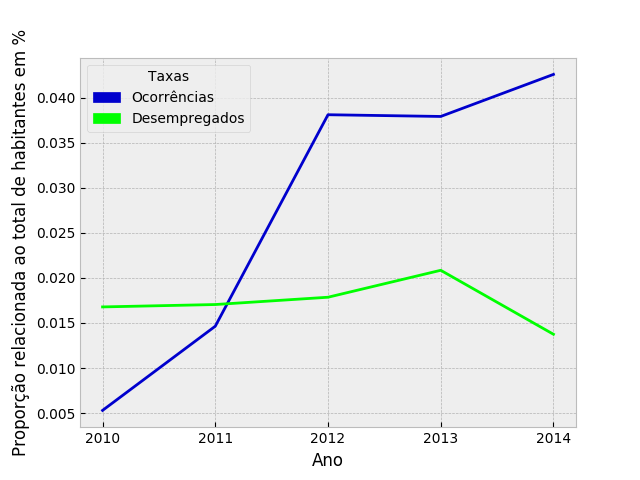 Proporção relacionada ao total de habitantes em %
Taxas
Ocorrências
Desempregados
0.040
0.035
0.030
0.025
0.020
0.015
0.010
0.005
2010 2011 2012 2013 2014
Ano